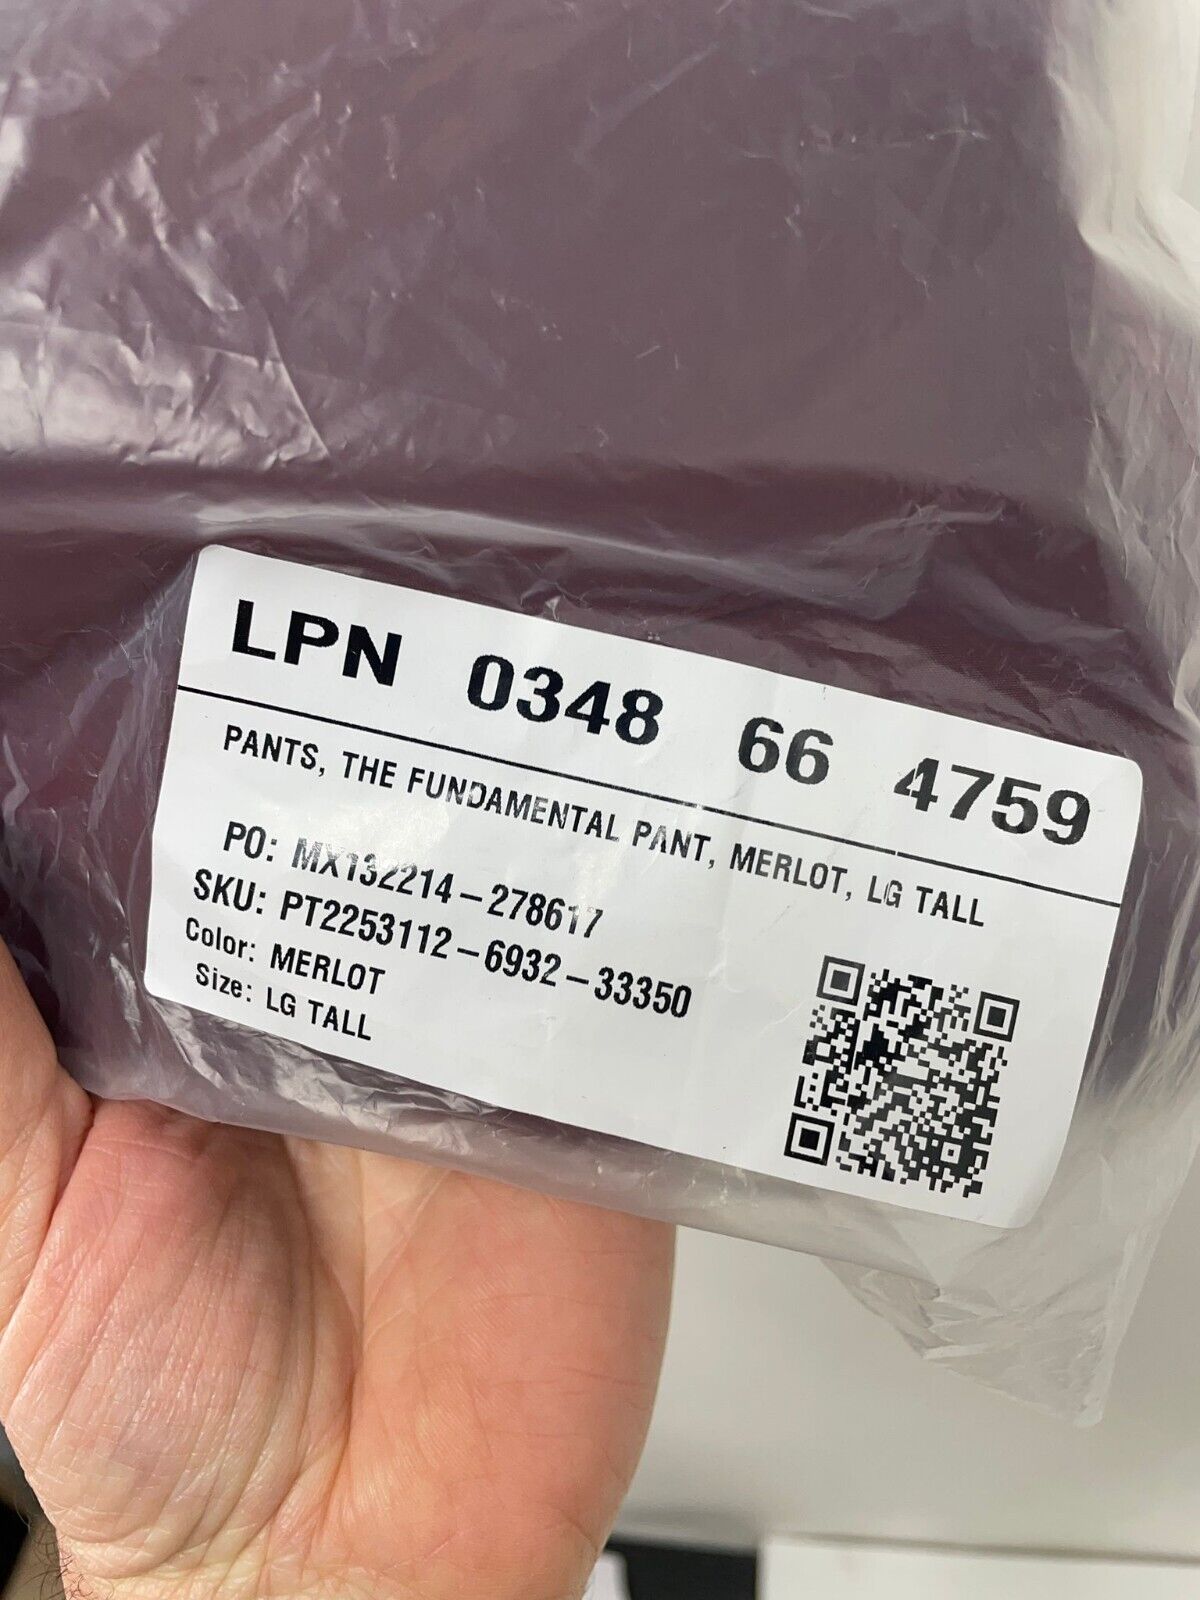 LPN 0348 66 4759
PANTS, THE FUNDAMENTAL PANT, MERLOT, LG TALL
PO: MX132214-278617
SKU: PT2253112-6932-33350
Color: MERLOT
Size: LG TALL